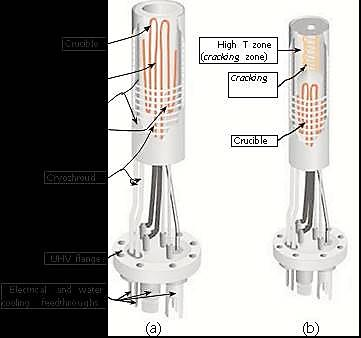 Crucible
Cryoshroud
UHV flange
Electrical and water
cooling feedthroughs
(a)
High T zone
(cracking zone)
Cracking
Crucible
(b)